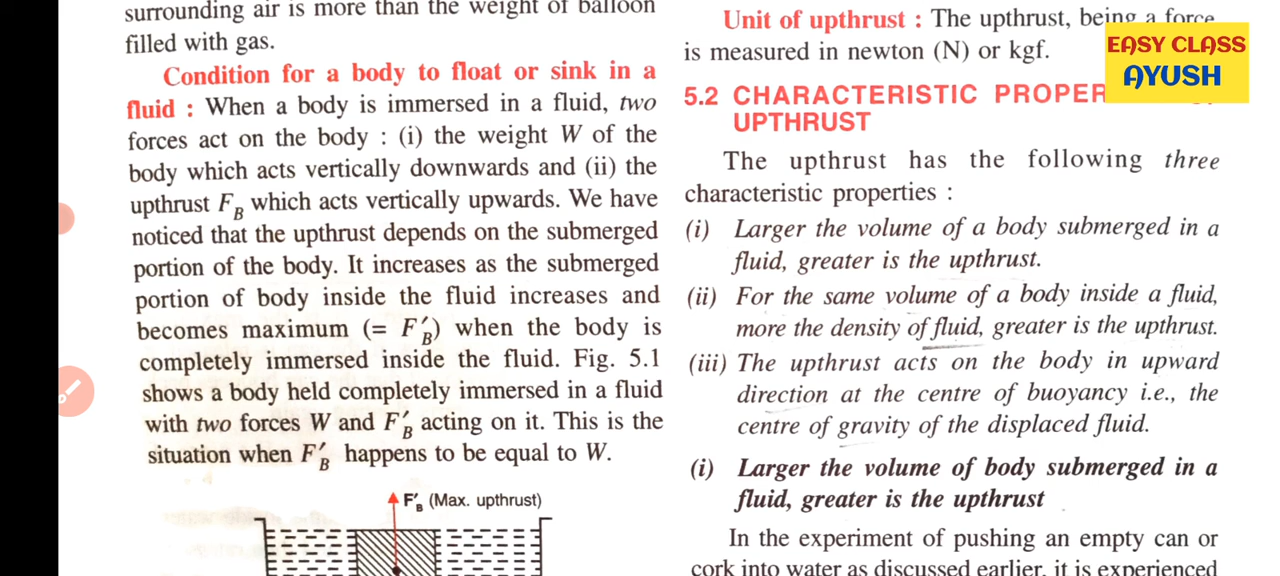 surrounding air is more than the weight of balloon
filled with gas.
Condition for a body to float or sink in a
fluid : When a body is immersed in a fluid, two
forces act on the body : (i) the weight W of the
body which acts vertically downwards and (ii) the
upthrust F_B which acts vertically upwards. We have
noticed that the upthrust depends on the submerged
portion of the body. It increases as the submerged
portion of body inside the fluid increases and
becomes maximum (= F′_B) when the body is
completely immersed inside the fluid. Fig. 5.1
shows a body held completely immersed in a fluid
with two forces W and F′_B acting on it. This is the
situation when F′_B happens to be equal to W.
F′_B (Max. upthrust)
Unit of upthrust : The upthrust, being a force
is measured in newton (N) or kgf.
EASY CLASS
AYUSH
5.2 CHARACTERISTIC
UPTHRUST
The upthrust has the following three
characteristic properties :
(i) Larger the volume of a body submerged in a
fluid, greater is the upthrust.
(ii) For the same volume of a body inside a fluid,
more the density of fluid, greater is the upthrust.
(iii) The upthrust acts on the body in upward
direction at the centre of buoyancy i.e., the
centre of gravity of the displaced fluid.
(i) Larger the volume of body submerged in a
fluid, greater is the upthrust
In the experiment of pushing an empty can or
cork into water as discussed earlier, it is experienced